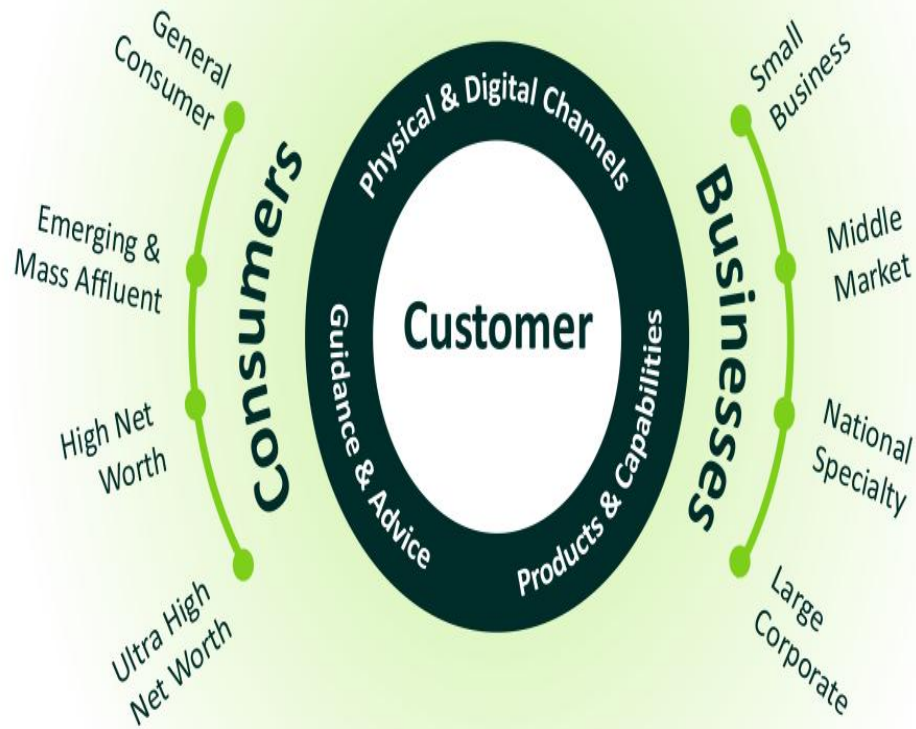 General
Consumer
Emerging &
Mass Affluent
High Net
Worth
Ultra High
Net Worth
Consumers
Physical & Digital Channels
Guidance & Advice
Products & Capabilities
Customer
Businesses
Small
Business
Middle
Market
National
Specialty
Large
Corporate